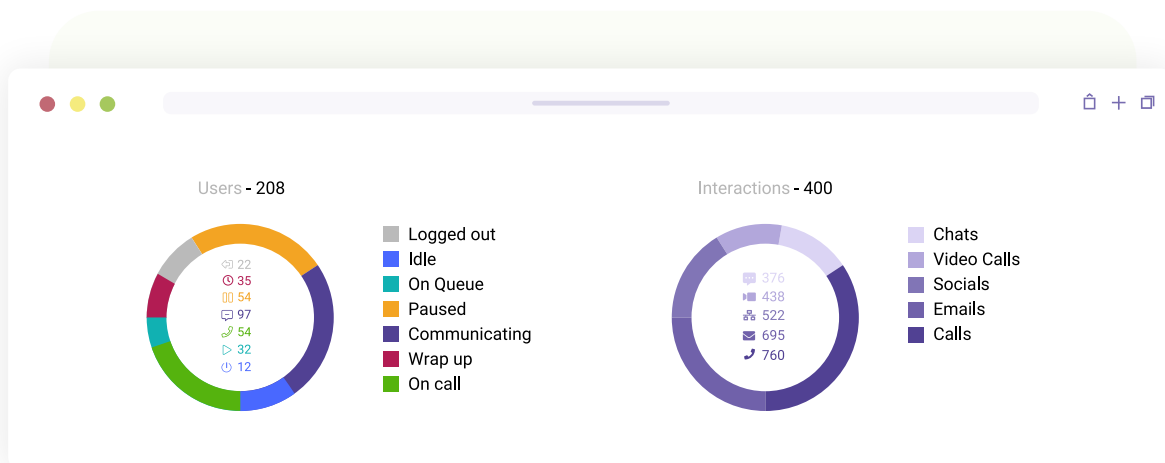 Users - 208
22
35
54
97
54
32
12
Logged out
Idle
On Queue
Paused
Communicating
Wrap up
On call
Interactions - 400
376
438
522
695
760
Chats
Video Calls
Socials
Emails
Calls